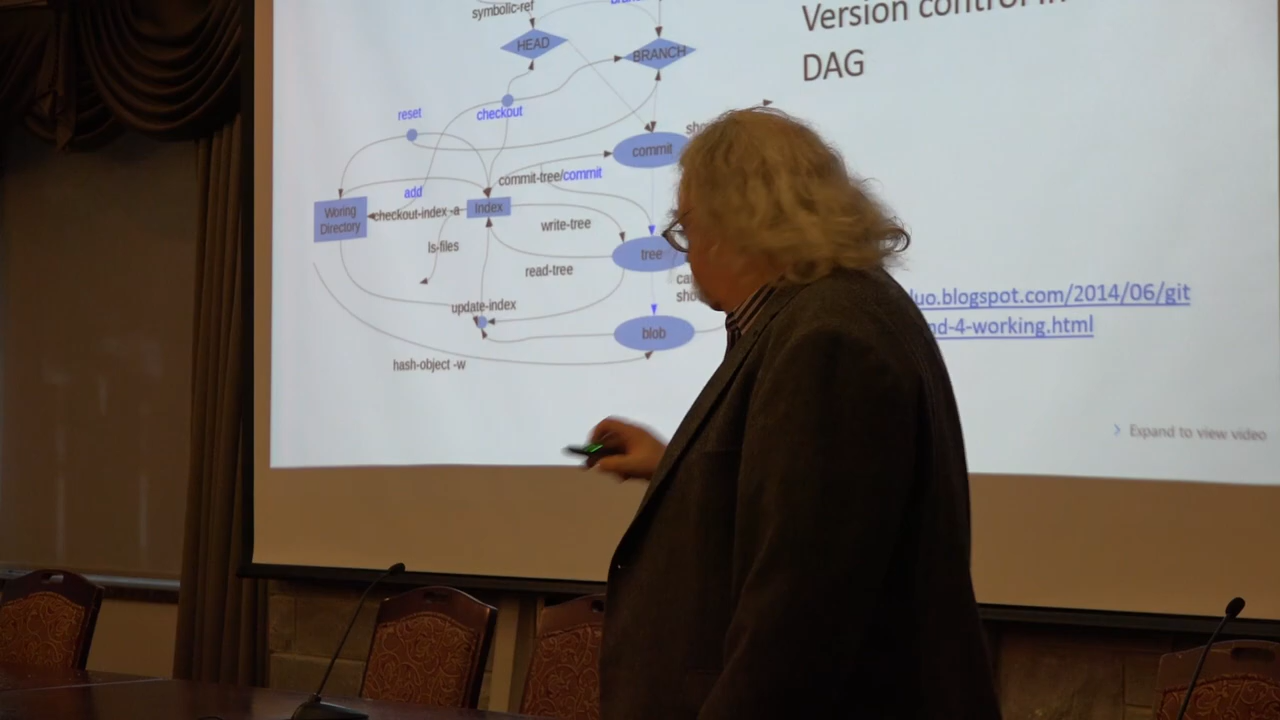 symbolic-ref
Version control in
HEAD
BRANCH
DAG
reset
checkout
commit
commit-tree/commit
add
Index
Woring
Directory
checkout-index -a
write-tree
ls-files
tree
read-tree
update-index
blob
hash-object -w
duo.blogspot.com/2014/06/git
nd-4-working.html
Expand to view video